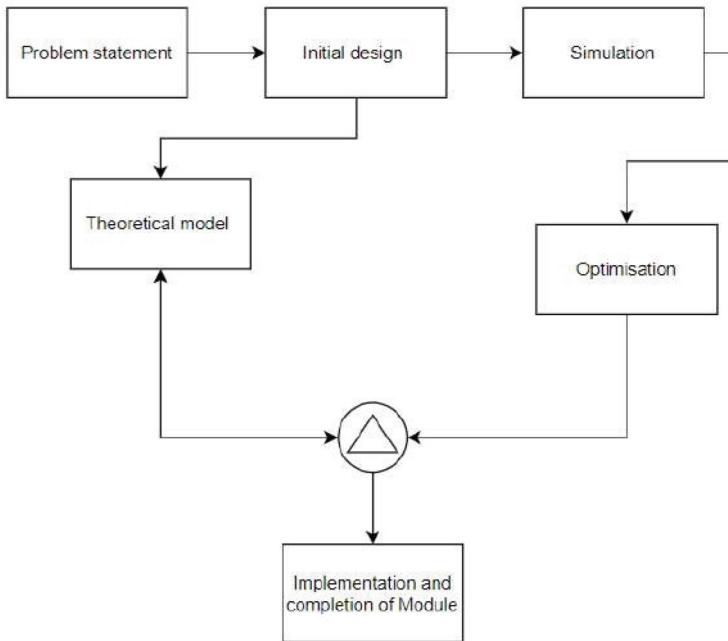 Problem statement
Initial design
Simulation
Theoretical model
Optimisation
Implementation and
completion of Module